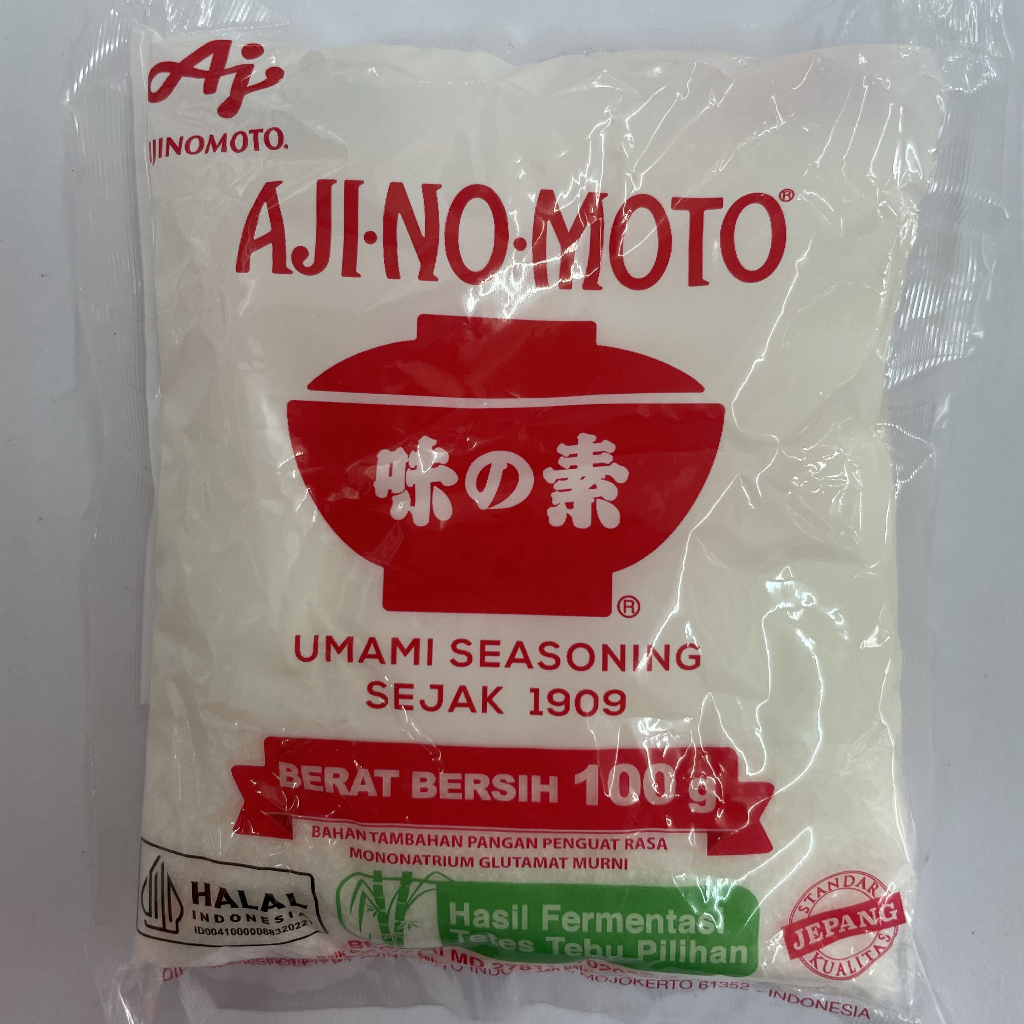 Aj
AJINOMOTO.
AJI·NO·MOTO®
味の素
®
UMAMI SEASONING
SEJAK 1909
BERAT BERSIH 100 g
BAHAN TAMBAHAN PANGAN PENGUAT RASA
MONONATRIUM GLUTAMAT MURNI
HALAL
INDONESIA
Hasil Fermentasi
Tetes Tebu Pilihan
STANDAR
JEPANG
KUALITAS
MOJOKERTO 61352 - INDONESIA